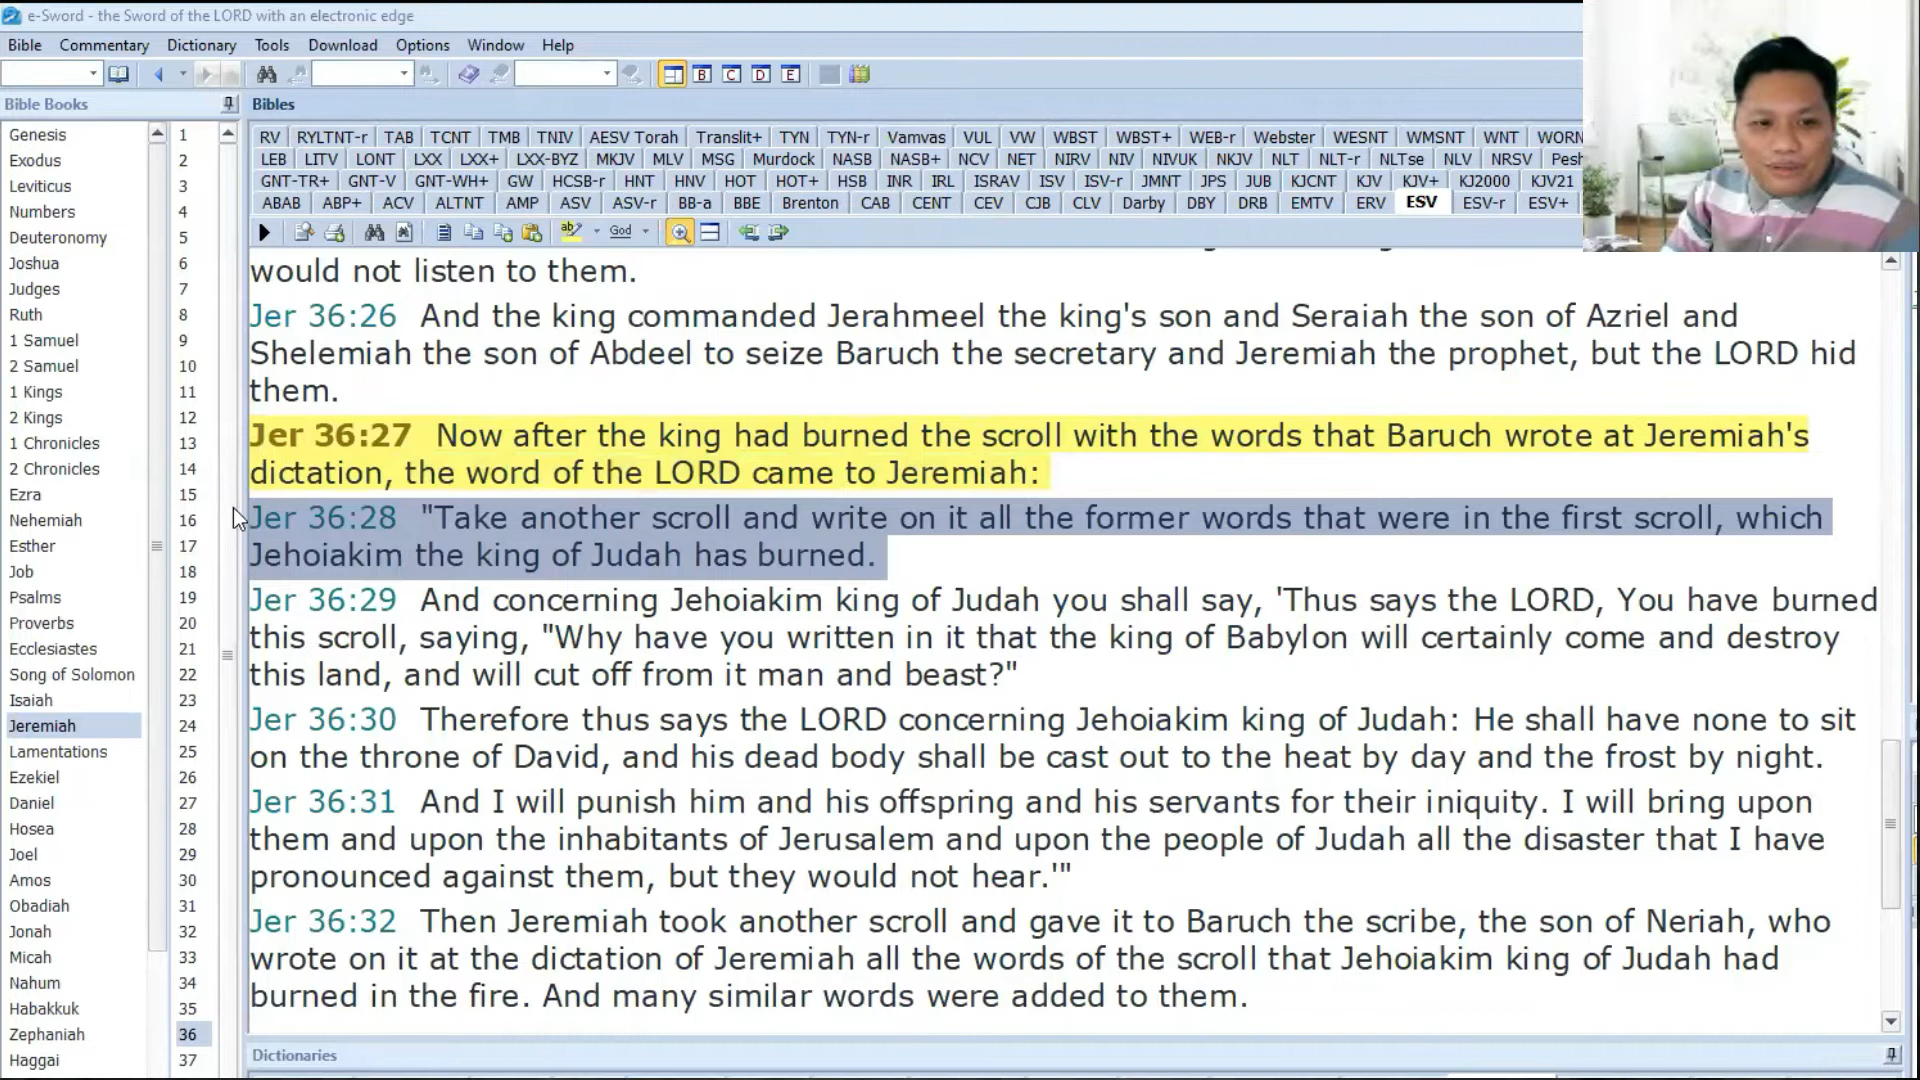 e-Sword - the Sword of the LORD with an electronic edge
Bible Commentary Dictionary Tools Download Options Window Help
B C D E
Bible Books
Genesis
Exodus
Leviticus
Numbers
Deuteronomy
Joshua
Judges
Ruth
1 Samuel
2 Samuel
1 Kings
2 Kings
1 Chronicles
2 Chronicles
Ezra
Nehemiah
Esther
Job
Psalms
Proverbs
Ecclesiastes
Song of Solomon
Isaiah
Jeremiah
Lamentations
Ezekiel
Daniel
Hosea
Joel
Amos
Obadiah
Jonah
Micah
Nahum
Habakkuk
Zephaniah
Haggai
1
2
3
4
5
6
7
8
9
10
11
12
13
14
15
16
17
18
19
20
21
22
23
24
25
26
27
28
29
30
31
32
33
34
35
36
37
Bibles
RV RYLTNT-r TAB TCNT TMB TNIV AESV Torah Translit+ TYN TYN-r Vamvas VUL VW WBST WBST+ WEB-r Webster WESNT WMSNT WNT WORN
LEB LITV LONT LXX LXX+ LXX-BYZ MKJV MLV MSG Murdock NASB NASB+ NCV NET NIRV NIV NIVUK NKJV NLT NLT-r NLTse NLV NRSV Pesh
GNT-TR+ GNT-V GNT-WH+ GW HCSB-r HNT HNV HOT HOT+ HSB INR IRL ISRAV ISV ISV-r JMNT JPS JUB KJCNT KJV KJV+ KJ2000 KJV21
ABAB ABP+ ACV ALTNT AMP ASV ASV-r BB-a BBE Brenton CAB CENT CEV CJB CLV Darby DBY DRB EMTV ERV ESV ESV-r ESV+
ab God
would not listen to them.
Jer 36:26 And the king commanded Jerahmeel the king's son and Seraiah the son of Azriel and
Shelemiah the son of Abdeel to seize Baruch the secretary and Jeremiah the prophet, but the LORD hid
them.
Jer 36:27 Now after the king had burned the scroll with the words that Baruch wrote at Jeremiah's
dictation, the word of the LORD came to Jeremiah:
Jer 36:28 "Take another scroll and write on it all the former words that were in the first scroll, which
Jehoiakim the king of Judah has burned.
Jer 36:29 And concerning Jehoiakim king of Judah you shall say, 'Thus says the LORD, You have burned
this scroll, saying, "Why have you written in it that the king of Babylon will certainly come and destroy
this land, and will cut off from it man and beast?"
Jer 36:30 Therefore thus says the LORD concerning Jehoiakim king of Judah: He shall have none to sit
on the throne of David, and his dead body shall be cast out to the heat by day and the frost by night.
Jer 36:31 And I will punish him and his offspring and his servants for their iniquity. I will bring upon
them and upon the inhabitants of Jerusalem and upon the people of Judah all the disaster that I have
pronounced against them, but they would not hear.'"
Jer 36:32 Then Jeremiah took another scroll and gave it to Baruch the scribe, the son of Neriah, who
wrote on it at the dictation of Jeremiah all the words of the scroll that Jehoiakim king of Judah had
burned in the fire. And many similar words were added to them.
Dictionaries